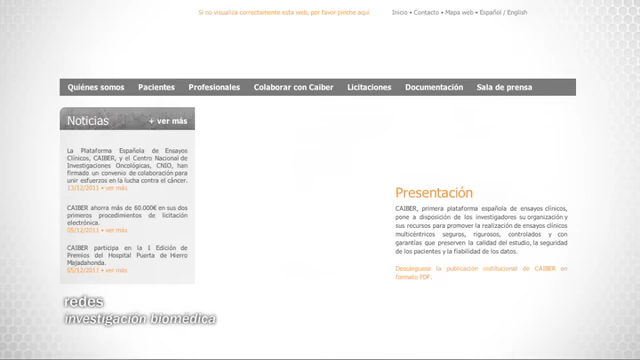 Si no visualiza correctamente esta web, por favor pinche aquí
Inicio • Contacto • Mapa web • Español / English
Quiénes somos Pacientes Profesionales Colaborar con Caiber Licitaciones Documentación Sala de prensa
Noticias + ver más
La Plataforma Española de Ensayos
Clínicos, CAIBER, y el Centro Nacional de
Investigaciones Oncológicas, CNIO, han
firmado un convenio de colaboración para
unir esfuerzos en la lucha contra el cáncer.
13/12/2011 • ver más
CAIBER ahorra más de 60.000€ en sus dos
primeros procedimientos de licitación
electrónica.
05/12/2011 • ver más
CAIBER participa en la I Edición de
Premios del Hospital Puerta de Hierro
Majadahonda.
05/12/2011 • ver más
Presentación
CAIBER, primera plataforma española de ensayos clínicos,
pone a disposición de los investigadores su organización y
sus recursos para promover la realización de ensayos clínicos
multicéntricos seguros, rigurosos, controlados y con
garantías que preserven la calidad del estudio, la seguridad
de los pacientes y la fiabilidad de los datos.
Descárguese la publicación institucional de CAIBER en
formato PDF.
redes
investigación biomédica